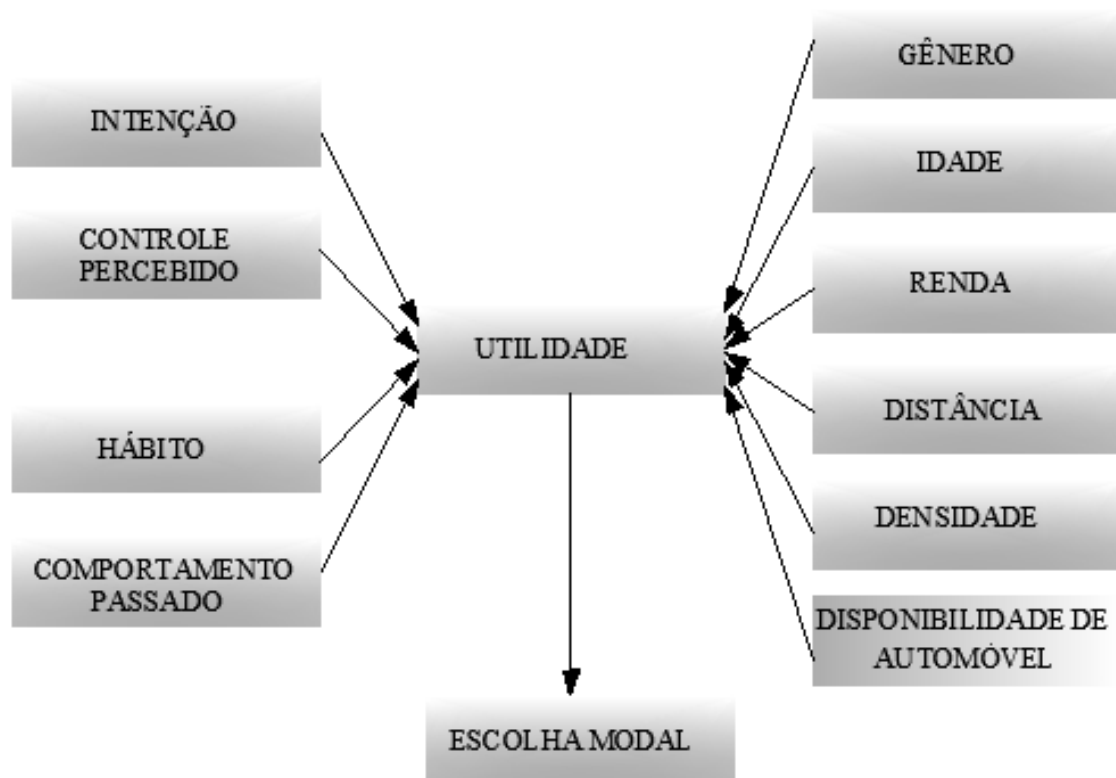 INTENÇÃO
CONTROLE
PERCEBIDO
HÁBITO
COMPORTAMENTO
PASSADO
UTILIDADE
ESCOLHA MODAL
GÊNERO
IDADE
RENDA
DISTÂNCIA
DENSIDADE
DISPONIBILIDADE DE
AUTOMÓVEL